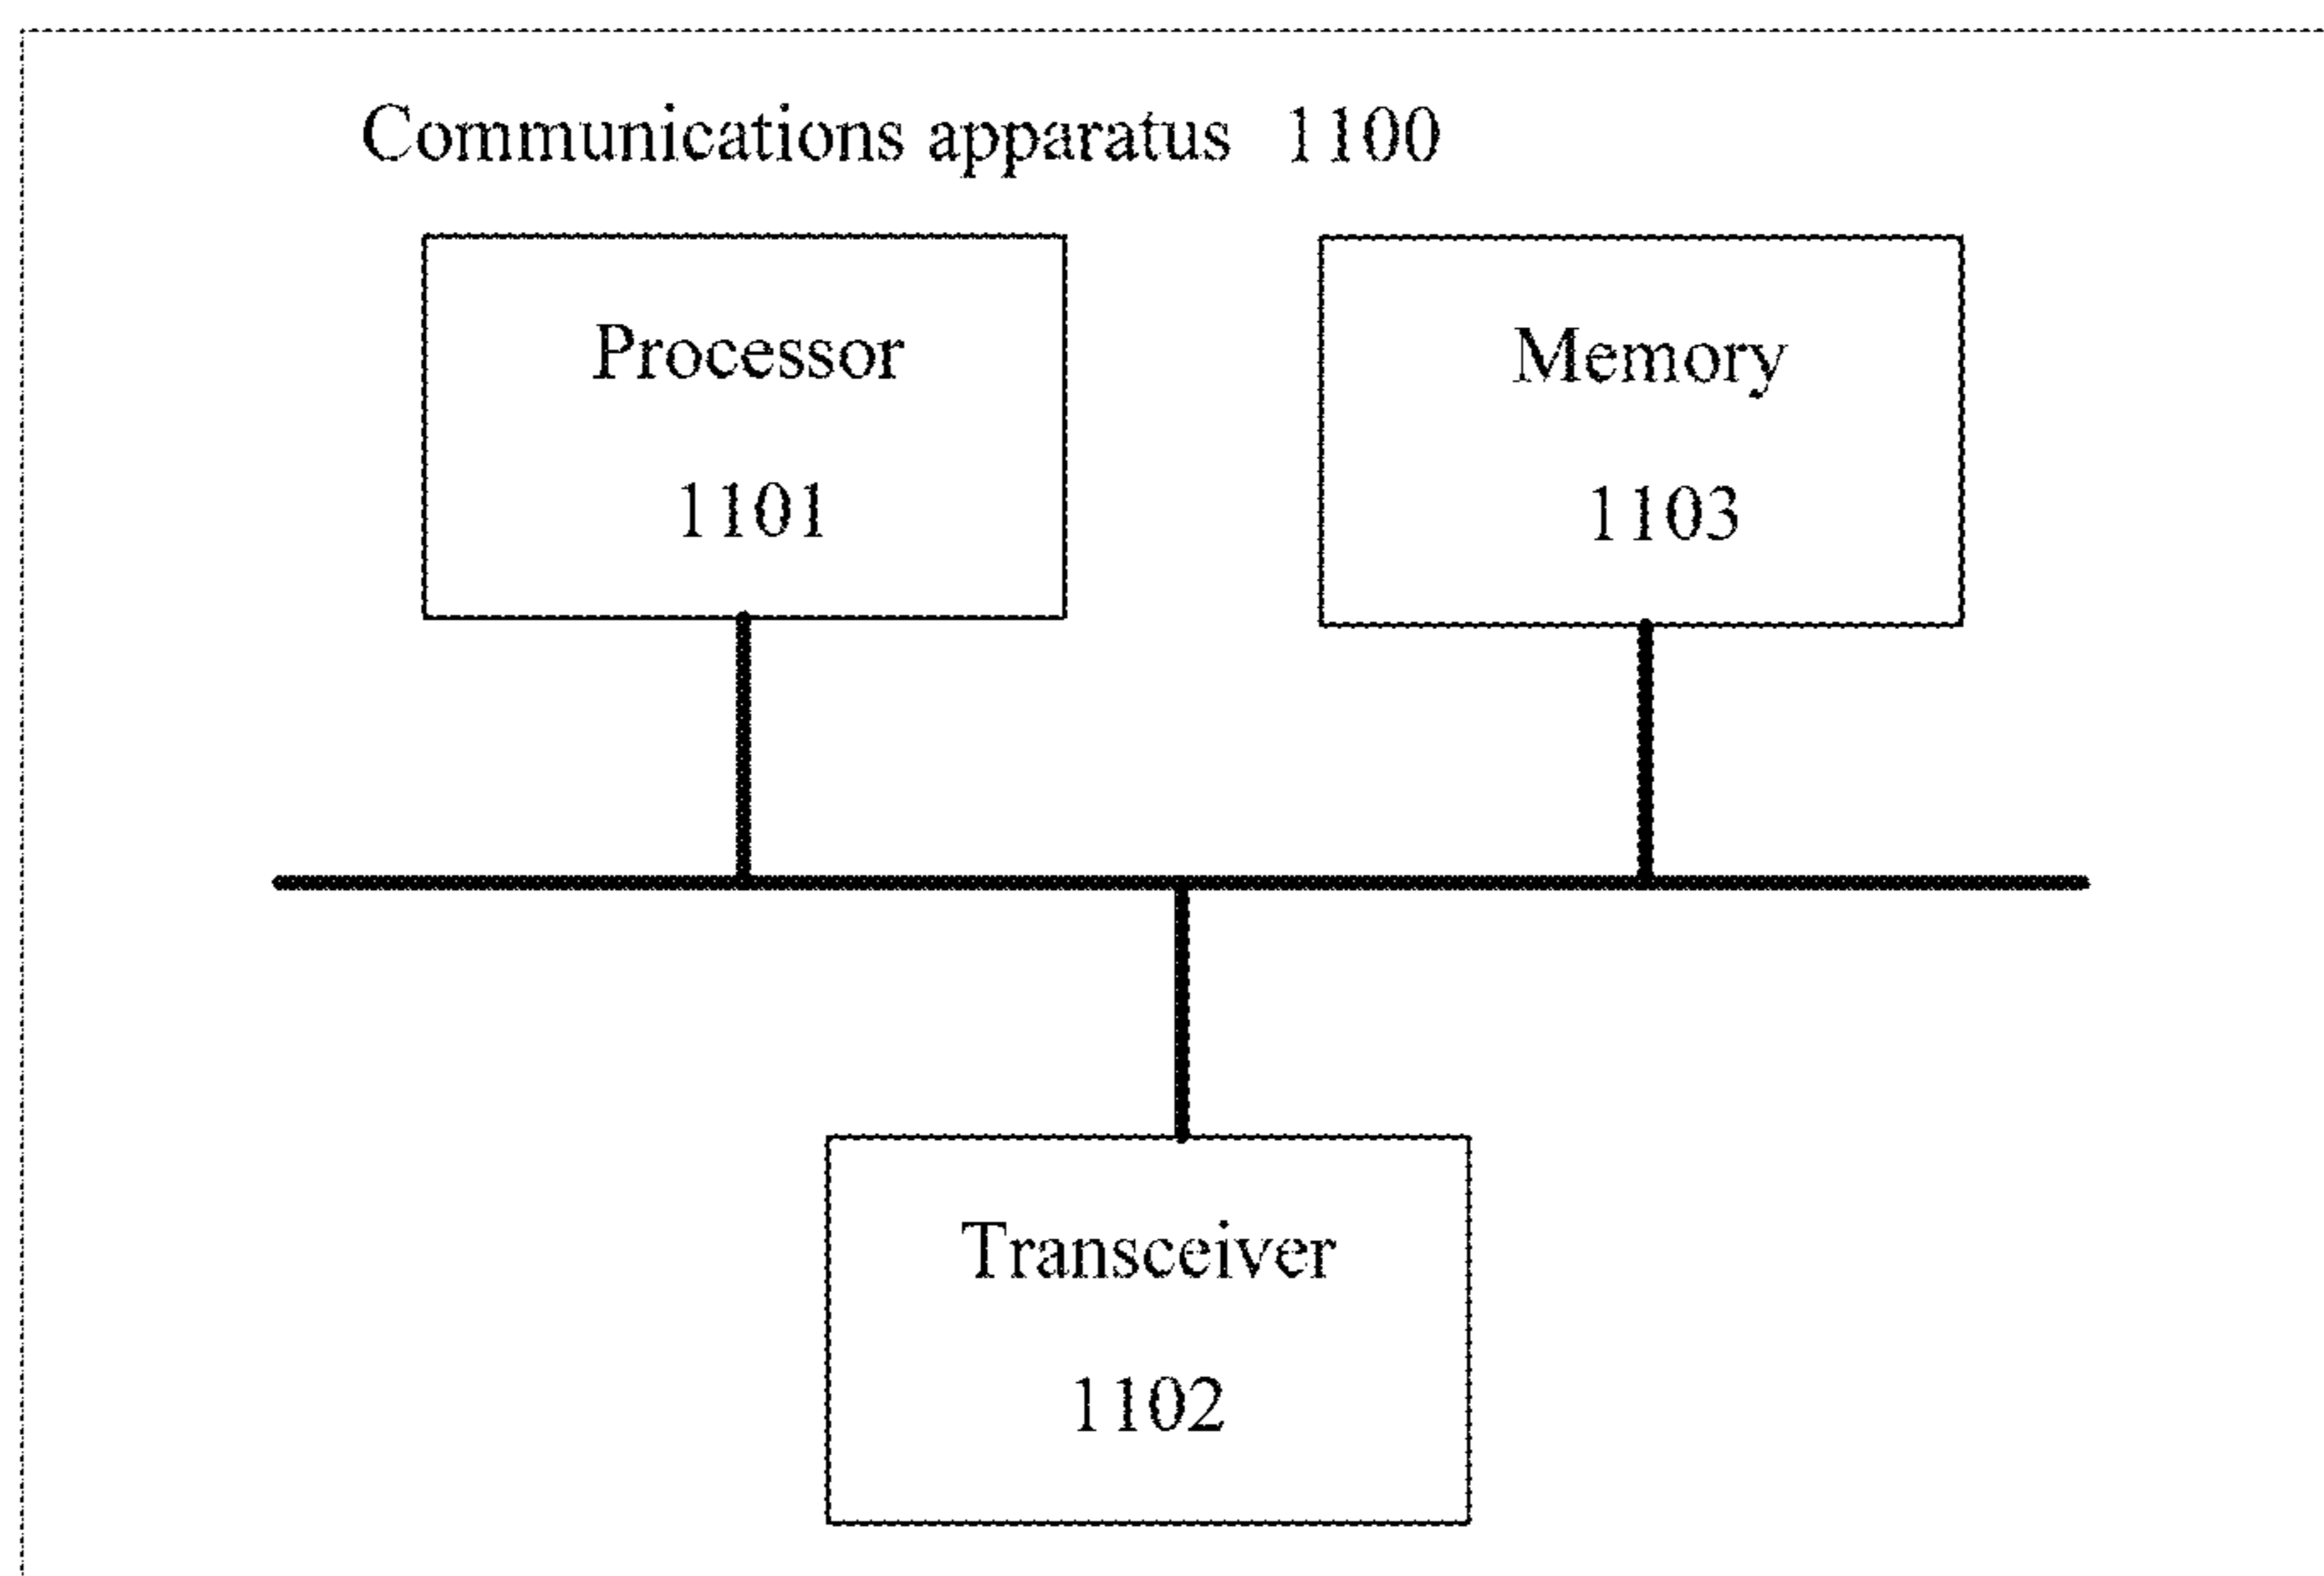 Communications apparatus 1100
Processor
1101
Memory
1103
Transceiver
1102